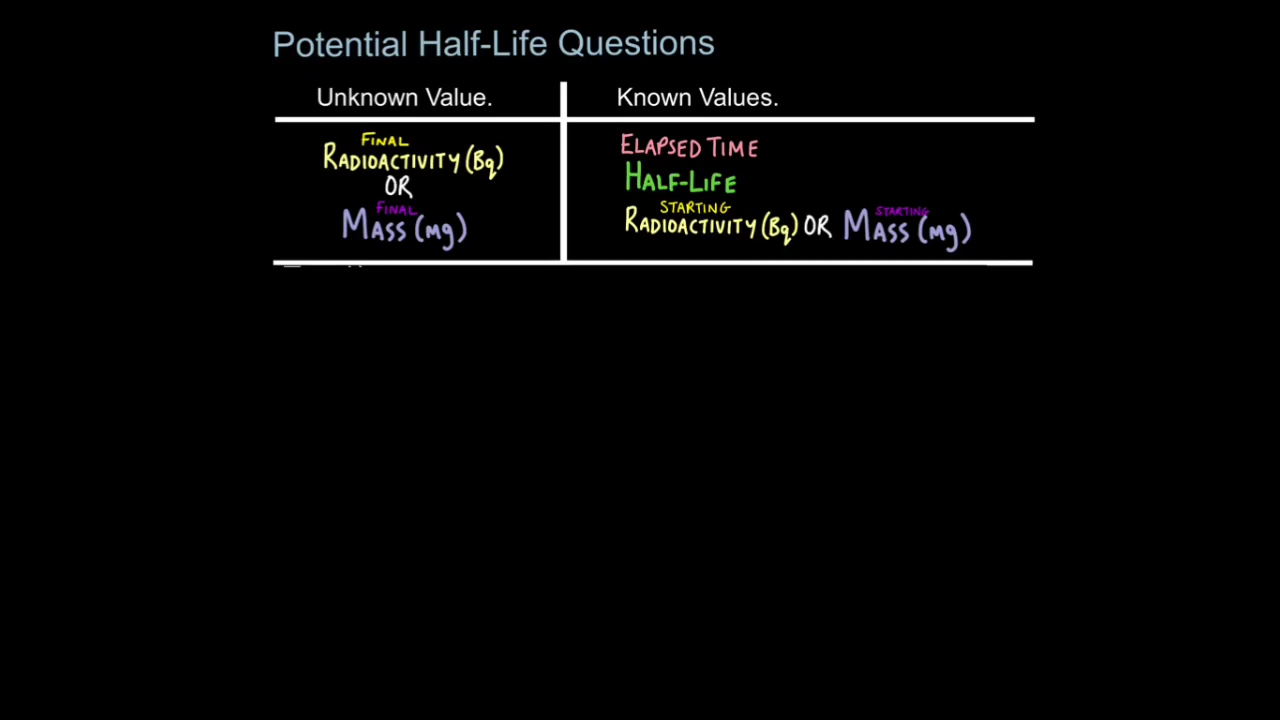 Potential Half-Life Questions
Unknown Value.
Known Values.
FINAL
RADIOACTIVITY (Bq)
OR
FINAL
MASS (mg)
ELAPSED TIME
HALF-LIFE
STARTING STARTING
RADIOACTIVITY (Bq) OR MASS (mg)